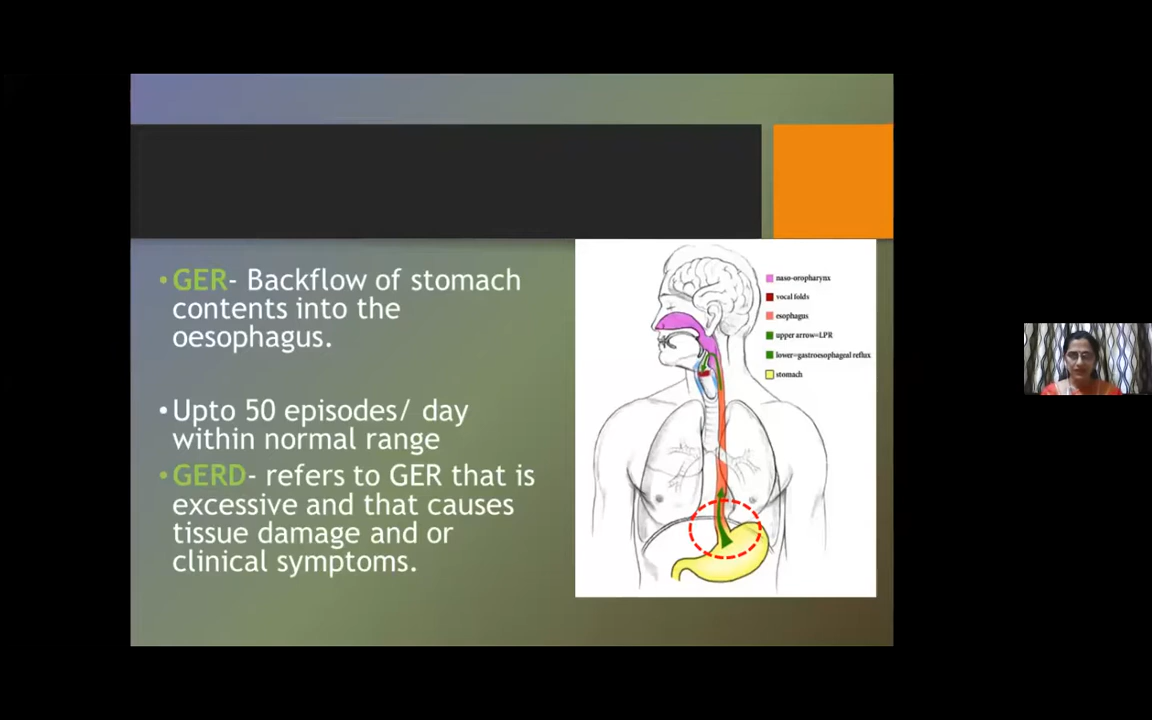 •GER- Backflow of stomach
contents into the
oesophagus.
•Upto 50 episodes/ day
within normal range
•GERD- refers to GER that is
excessive and that causes
tissue damage and or
clinical symptoms.
naso-oropharynx
vocal folds
esophagus
upper arrow=LPR
lower=gastroesophageal reflux
stomach